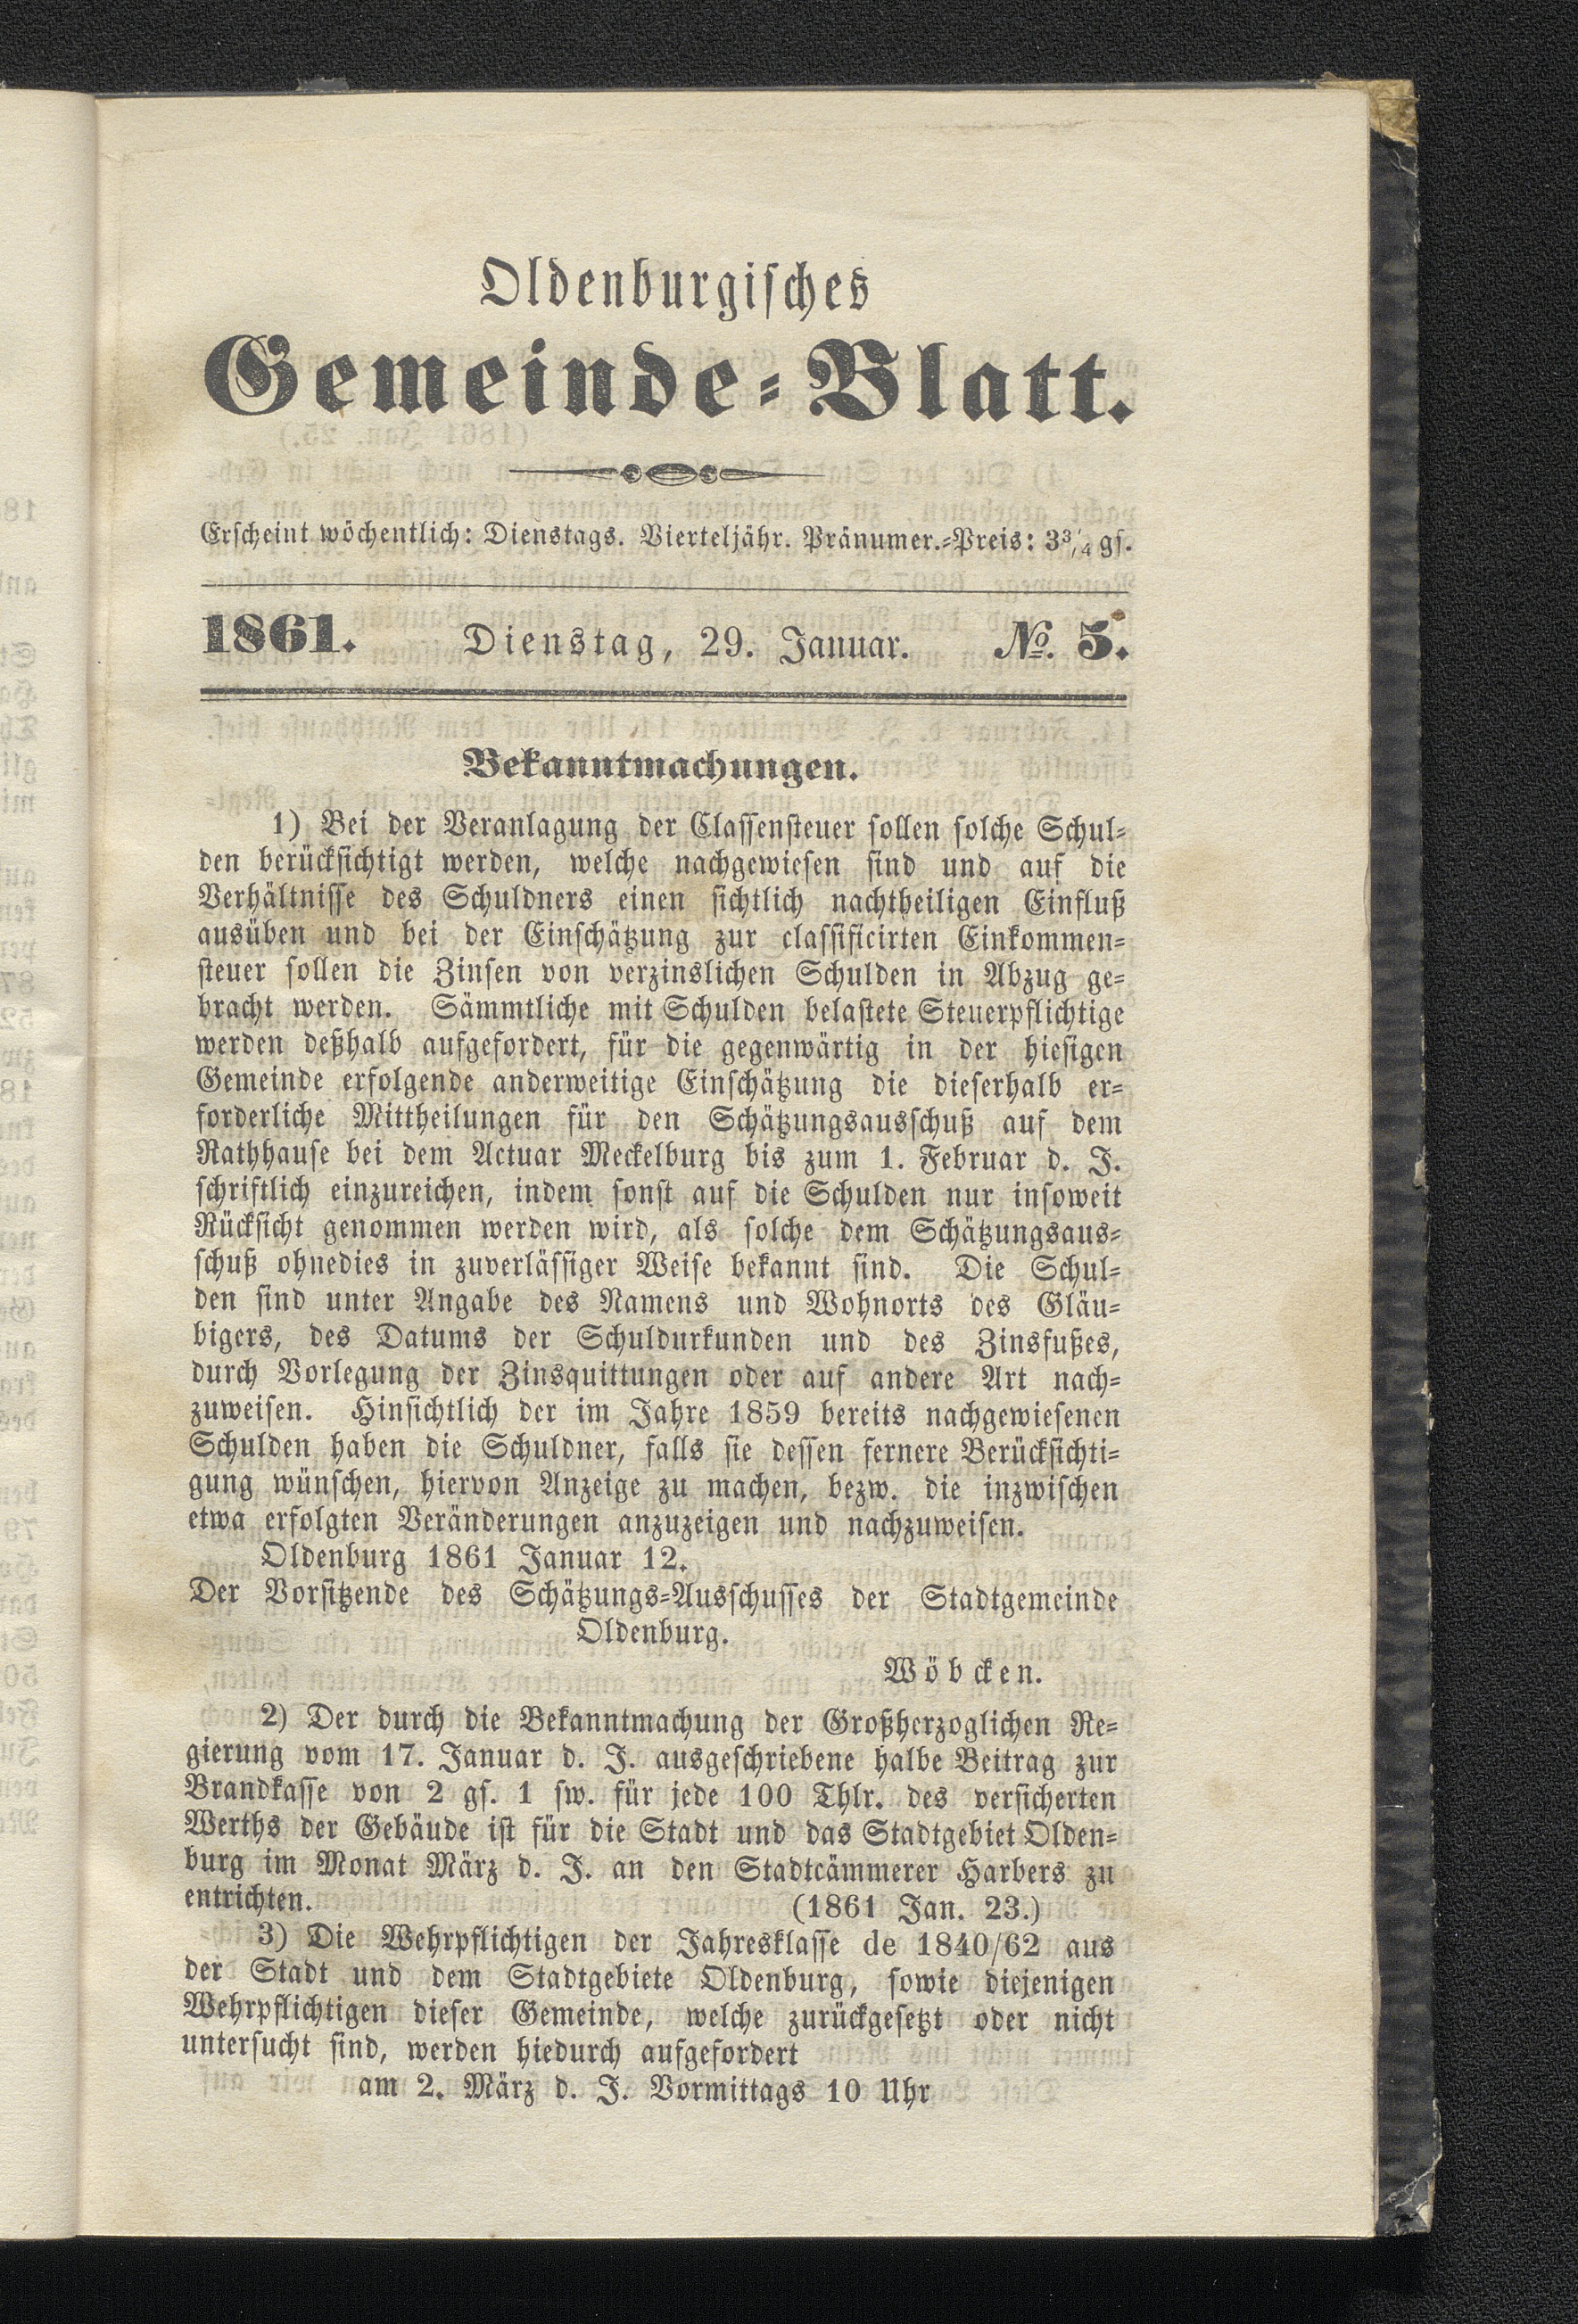 Oldenburgisches
Gemeinde-Blatt.
Erscheint wöchentlich: Dienstags. Vierteljähr. Pränumer.-Preis: 3 3/4 gs.
1861. Dienstag, 29. Januar. No. 5.
Bekanntmachungen.
1) Bei der Veranlagung der Classensteuer sollen solche Schul-
den berücksichtigt werden, welche nachgewiesen sind und auf die
Verhältnisse des Schuldners einen sichtlich nachtheiligen Einfluß
ausüben und bei der Einschätzung zur classificirten Einkommen-
steuer sollen die Zinsen von verzinslichen Schulden in Abzug ge-
bracht werden. Sämmtliche mit Schulden belastete Steuerpflichtige
werden deßhalb aufgefordert, für die gegenwärtig in der hiesigen
Gemeinde erfolgende anderweitige Einschätzung die dieserhalb er-
forderliche Mittheilungen für den Schätzungsausschuß auf dem
Rathhause bei dem Actuar Meckelburg bis zum 1. Februar d. J.
schriftlich einzureichen, indem sonst auf die Schulden nur insoweit
Rücksicht genommen werden wird, als solche dem Schätzungsaus-
schuß ohnedies in zuverlässiger Weise bekannt sind. Die Schul-
den sind unter Angabe des Namens und Wohnorts des Gläu-
bigers, des Datums der Schuldurkunden und des Zinsfußes,
durch Vorlegung der Zinsquittungen oder auf andere Art nach-
zuweisen. Hinsichtlich der im Jahre 1859 bereits nachgewiesenen
Schulden haben die Schuldner, falls sie dessen fernere Berücksichti-
gung wünschen, hiervon Anzeige zu machen, bezw. die inzwischen
etwa erfolgten Veränderungen anzuzeigen und nachzuweisen.
Oldenburg 1861 Januar 12.
Der Vorsitzende des Schätzungs-Ausschusses der Stadtgemeinde
Oldenburg.
Wöbcken.
2) Der durch die Bekanntmachung der Großherzoglichen Re-
gierung vom 17. Januar d. J. ausgeschriebene halbe Beitrag zur
Brandkasse von 2 gs. 1 sw. für jede 100 Thlr. des versicherten
Werths der Gebäude ist für die Stadt und das Stadtgebiet Olden-
burg im Monat März d. J. an den Stadtcämmerer Harbers zu
entrichten. (1861 Jan. 23.)
3) Die Wehrpflichtigen der Jahresklasse de 1840/62 aus
der Stadt und dem Stadtgebiete Oldenburg, sowie diejenigen
Wehrpflichtigen dieser Gemeinde, welche zurückgesetzt oder nicht
untersucht sind, werden hiedurch aufgefordert
am 2. März d. J. Vormittags 10 Uhr